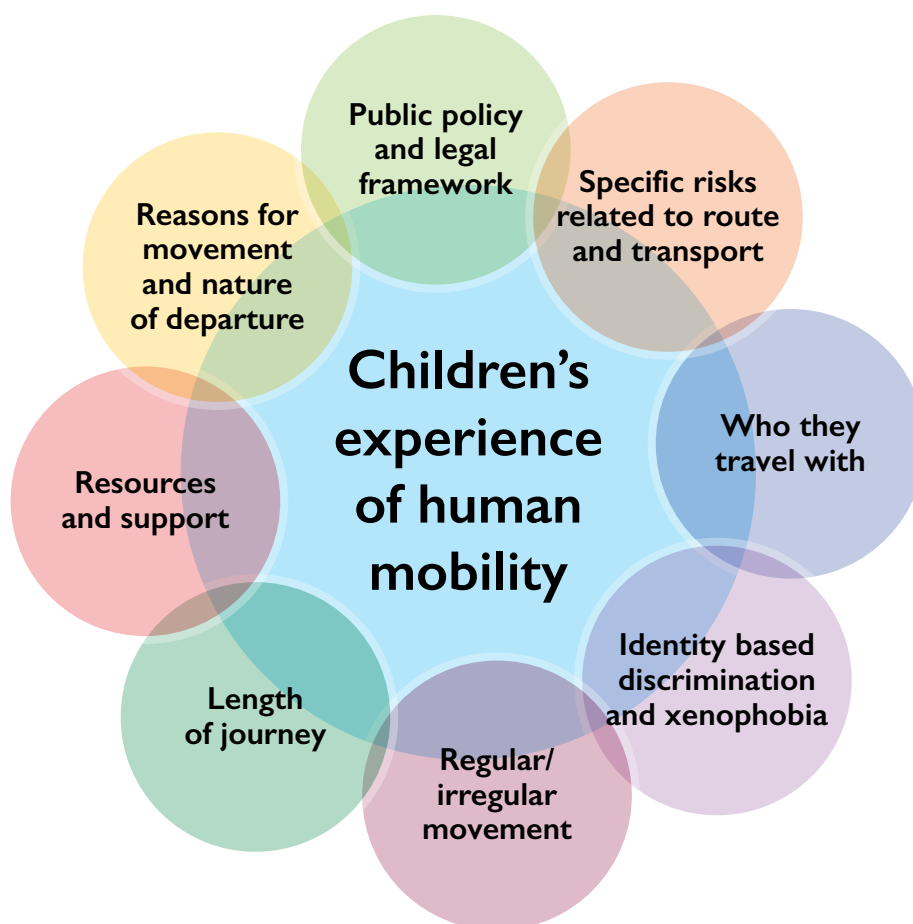 Public policy
and legal
framework
Specific risks
related to route
and transport
Who they
travel with
Identity based
discrimination
and xenophobia
Regular/
irregular
movement
Length
of journey
Resources
and support
Reasons for
movement
and nature
of departure
Children’s
experience
of human
mobility